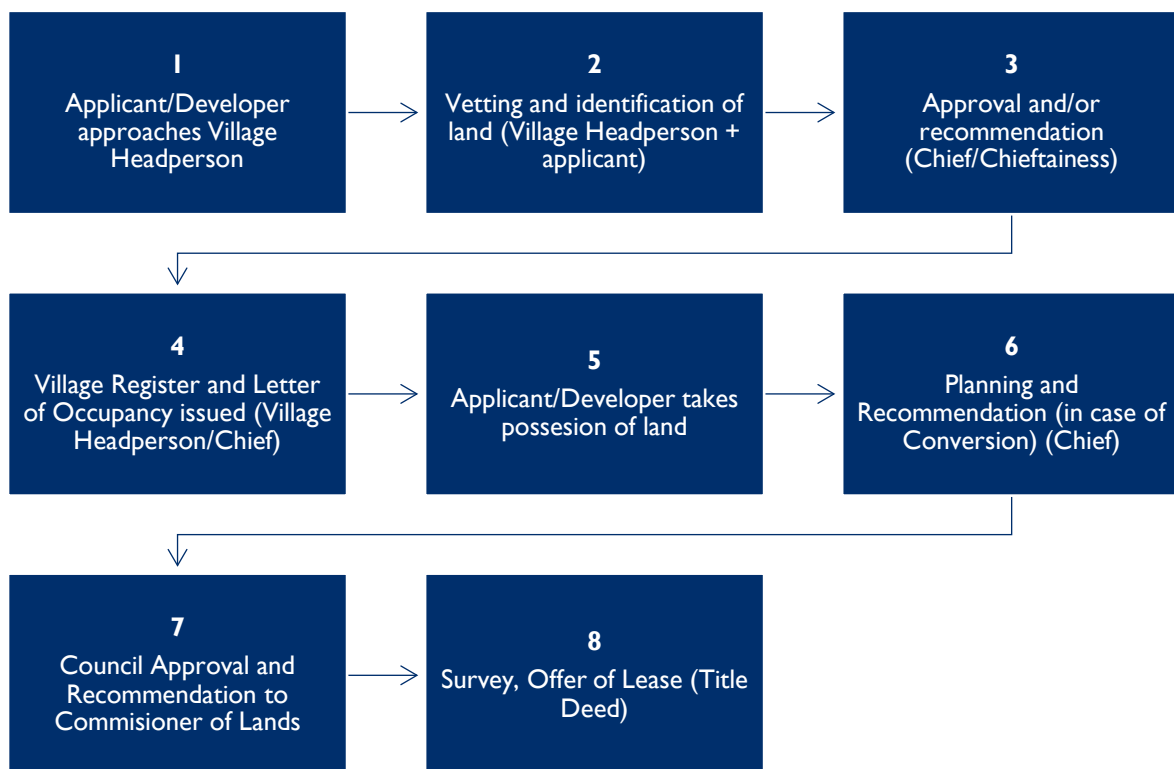 1
Applicant/Developer
approaches Village
Headperson
2
Vetting and identification of
land (Village Headperson +
applicant)
3
Approval and/or
recommendation
(Chief/Chieftainess)
4
Village Register and Letter
of Occupancy issued (Village
Headperson/Chief)
5
Applicant/Developer takes
possesion of land
6
Planning and
Recommendation (in case of
Conversion) (Chief)
7
Council Approval and
Recommendation to
Commisioner of Lands
8
Survey, Offer of Lease (Title
Deed)